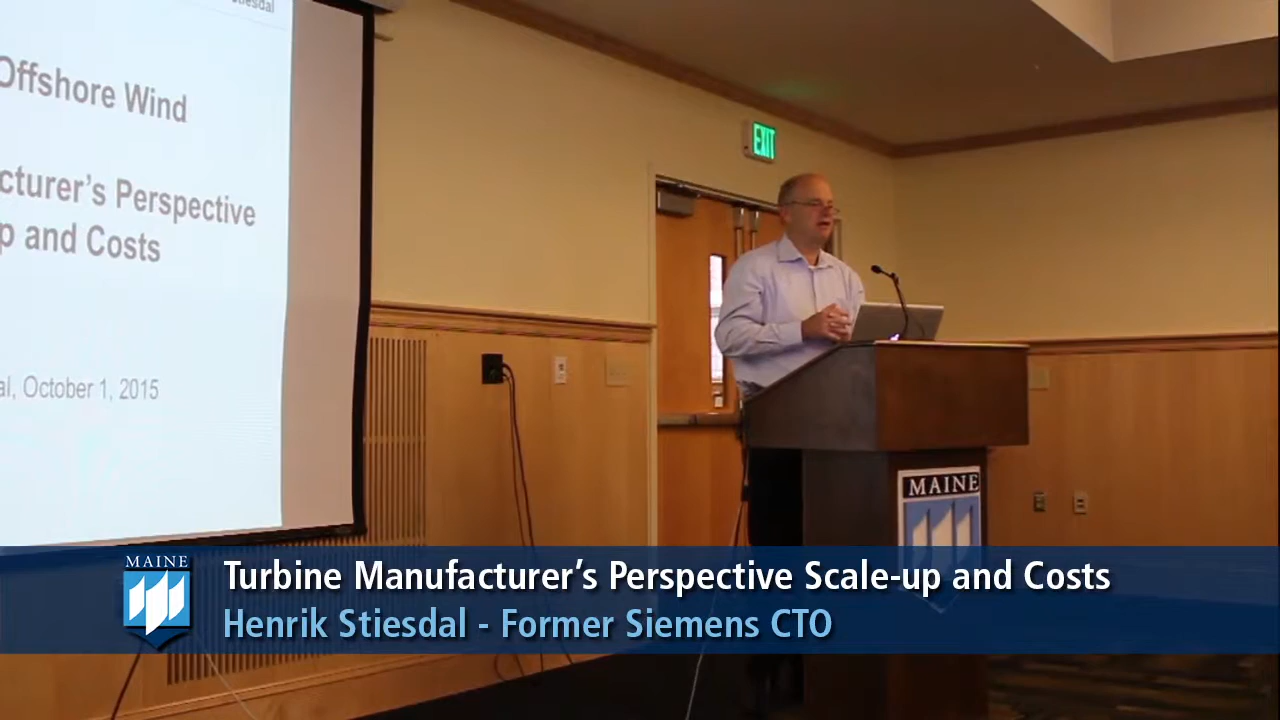 Offshore Wind
cturer's Perspective
p and Costs
al, October 1, 2015
EXIT
MAINE
MAINE
Turbine Manufacturer's Perspective Scale-up and Costs
Henrik Stiesdal - Former Siemens CTO